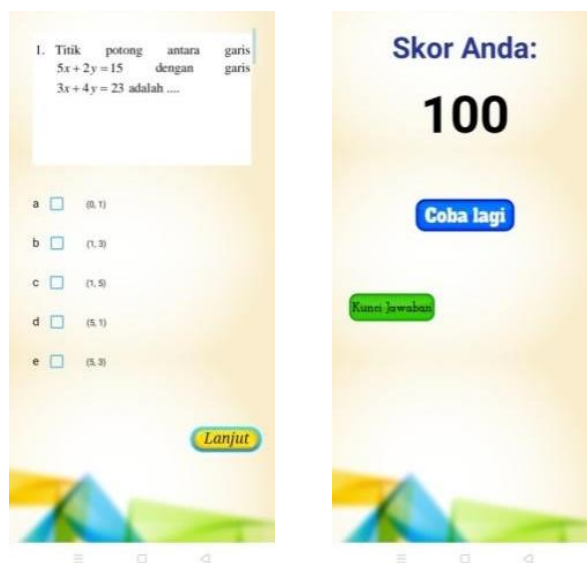 1. Titik potong antara garis
5x + 2y = 15 dengan garis
3x + 4y = 23 adalah ....
a (0, 1)
b (1, 3)
c (1, 5)
d (5, 1)
e (5, 3)
Lanjut
Skor Anda:
100
Coba lagi
Kunci Jawaban